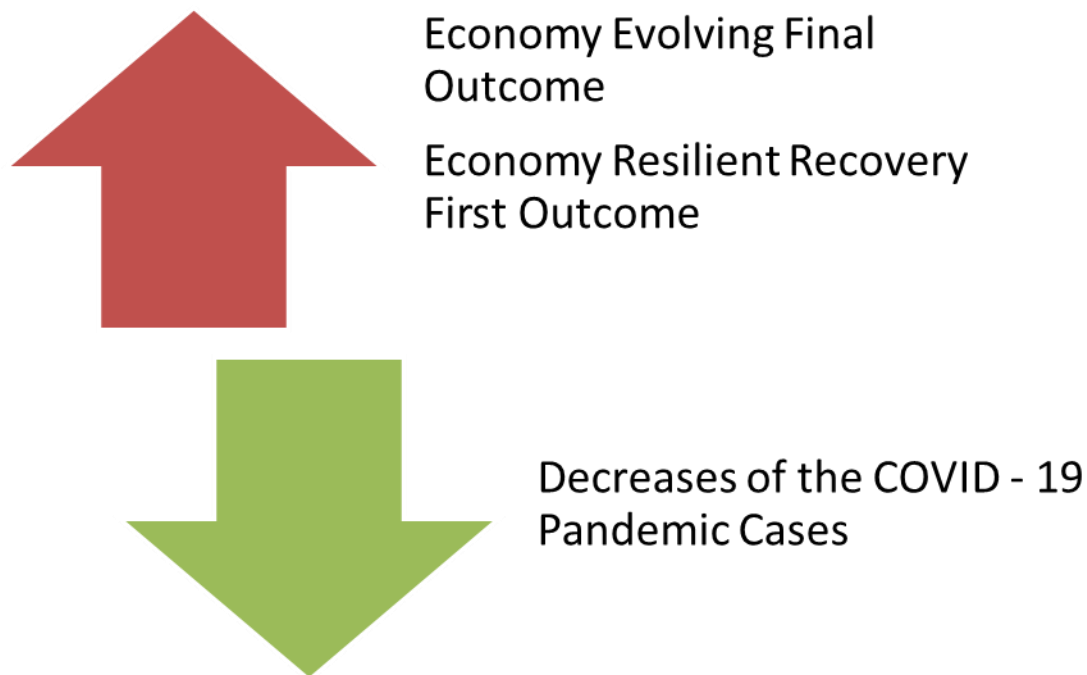 Economy Evolving Final
Outcome
Economy Resilient Recovery
First Outcome
Decreases of the COVID - 19
Pandemic Cases